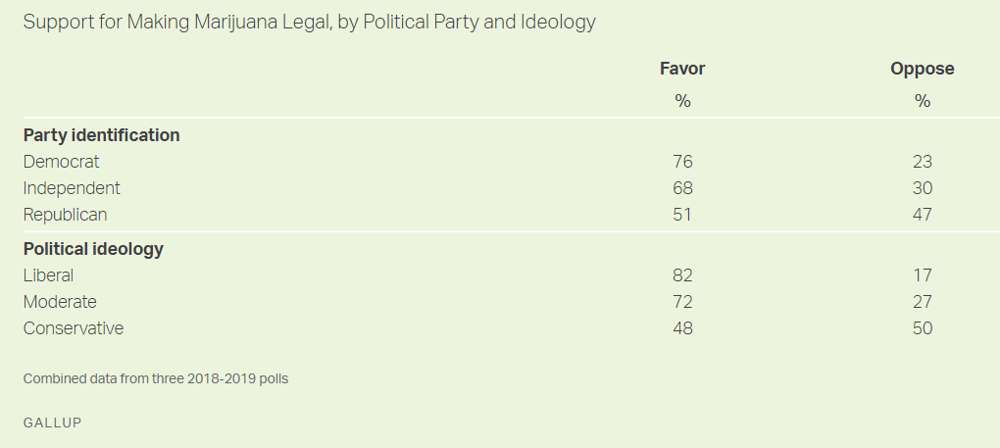 Support for Making Marijuana Legal, by Political Party and Ideology
Favor Oppose
% %
Party identification
Democrat 76 23
Independent 68 30
Republican 51 47
Political ideology
Liberal 82 17
Moderate 72 27
Conservative 48 50
Combined data from three 2018-2019 polls
GALLUP